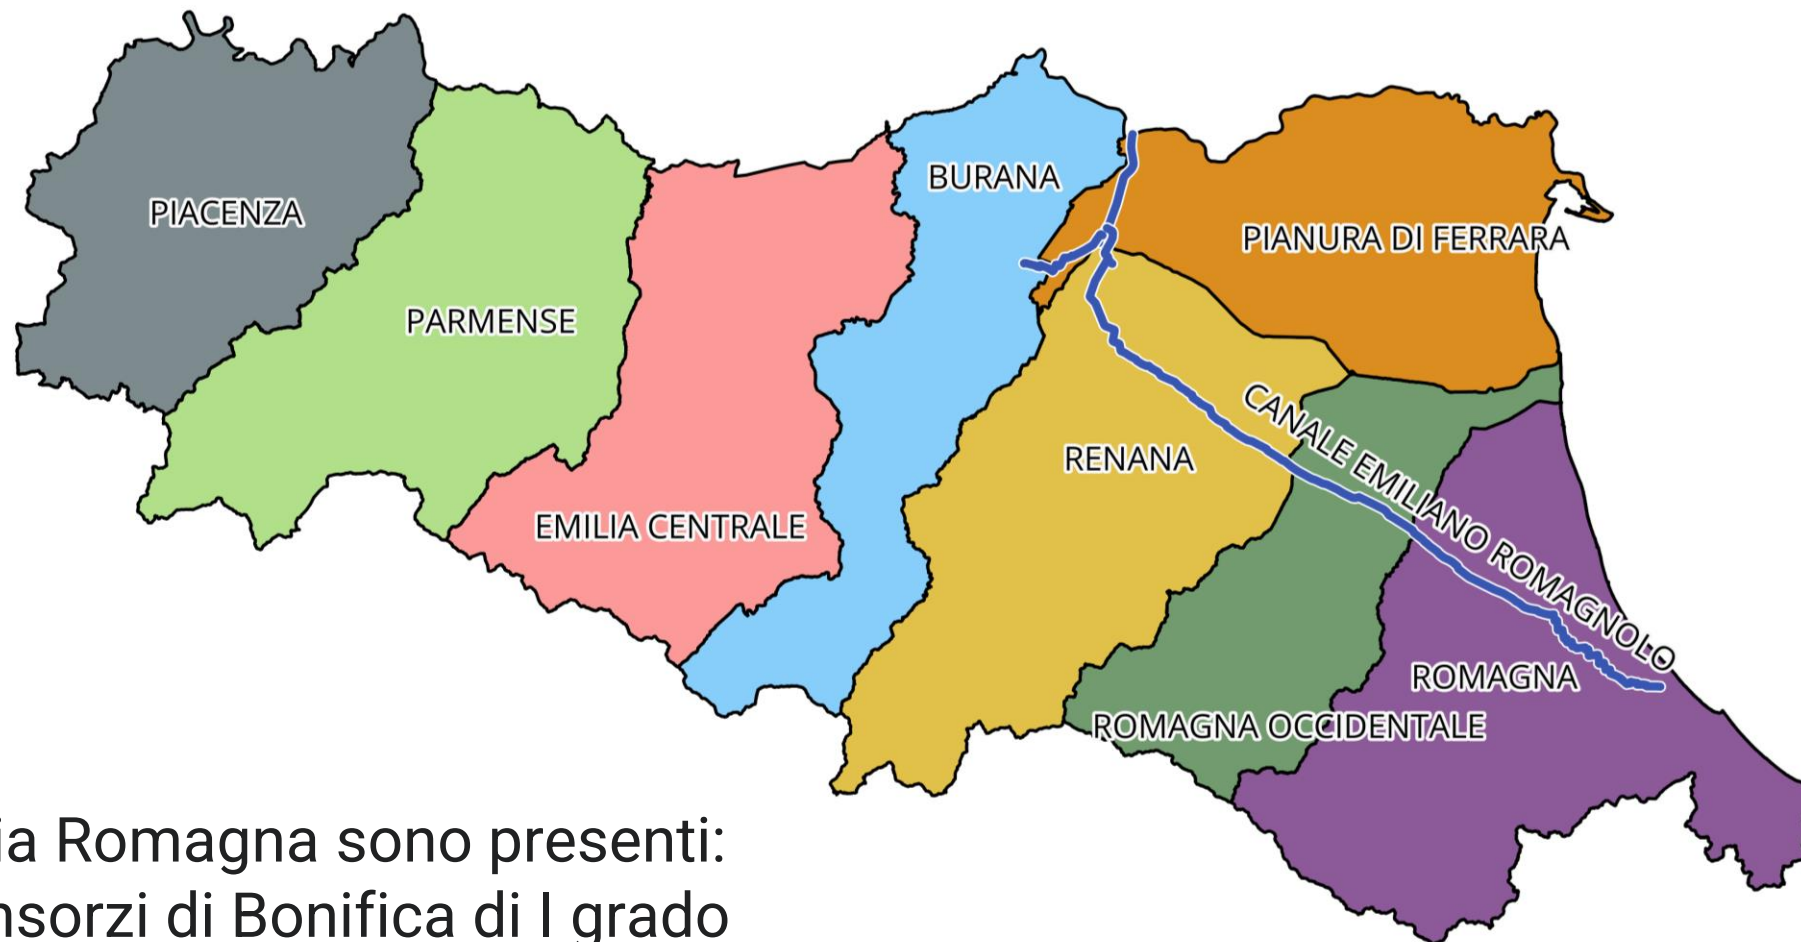 BURANA
PIACENZA
PIANURA DI FERRARA
PARMENSE
CANALE EMILIANO ROMAGNOLO
RENANA
EMILIA CENTRALE
ROMAGNA
ROMAGNA OCCIDENTALE
ia Romagna sono presenti:
nsorzi di Bonifica di I grado